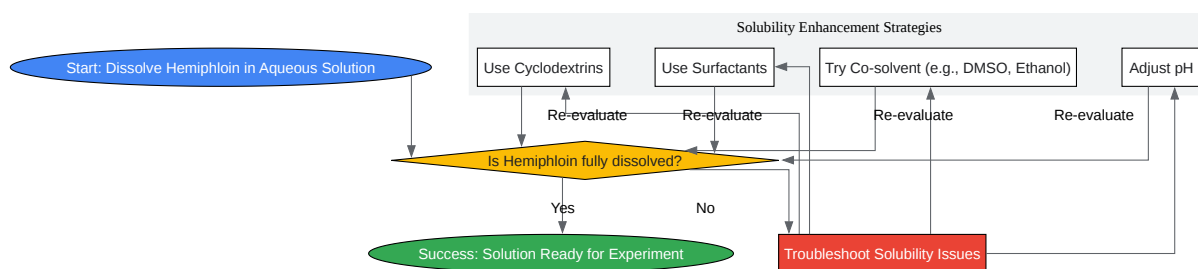 Solubility Enhancement Strategies
Start: Dissolve Hemiphloin in Aqueous Solution
Use Cyclodextrins
Use Surfactants
Try Co-solvent (e.g., DMSO, Ethanol)
Adjust pH
Re-evaluate
Re-evaluate
Re-evaluate
Re-evaluate
Is Hemiphloin fully dissolved?
Yes
No
Success: Solution Ready for Experiment
Troubleshoot Solubility Issues